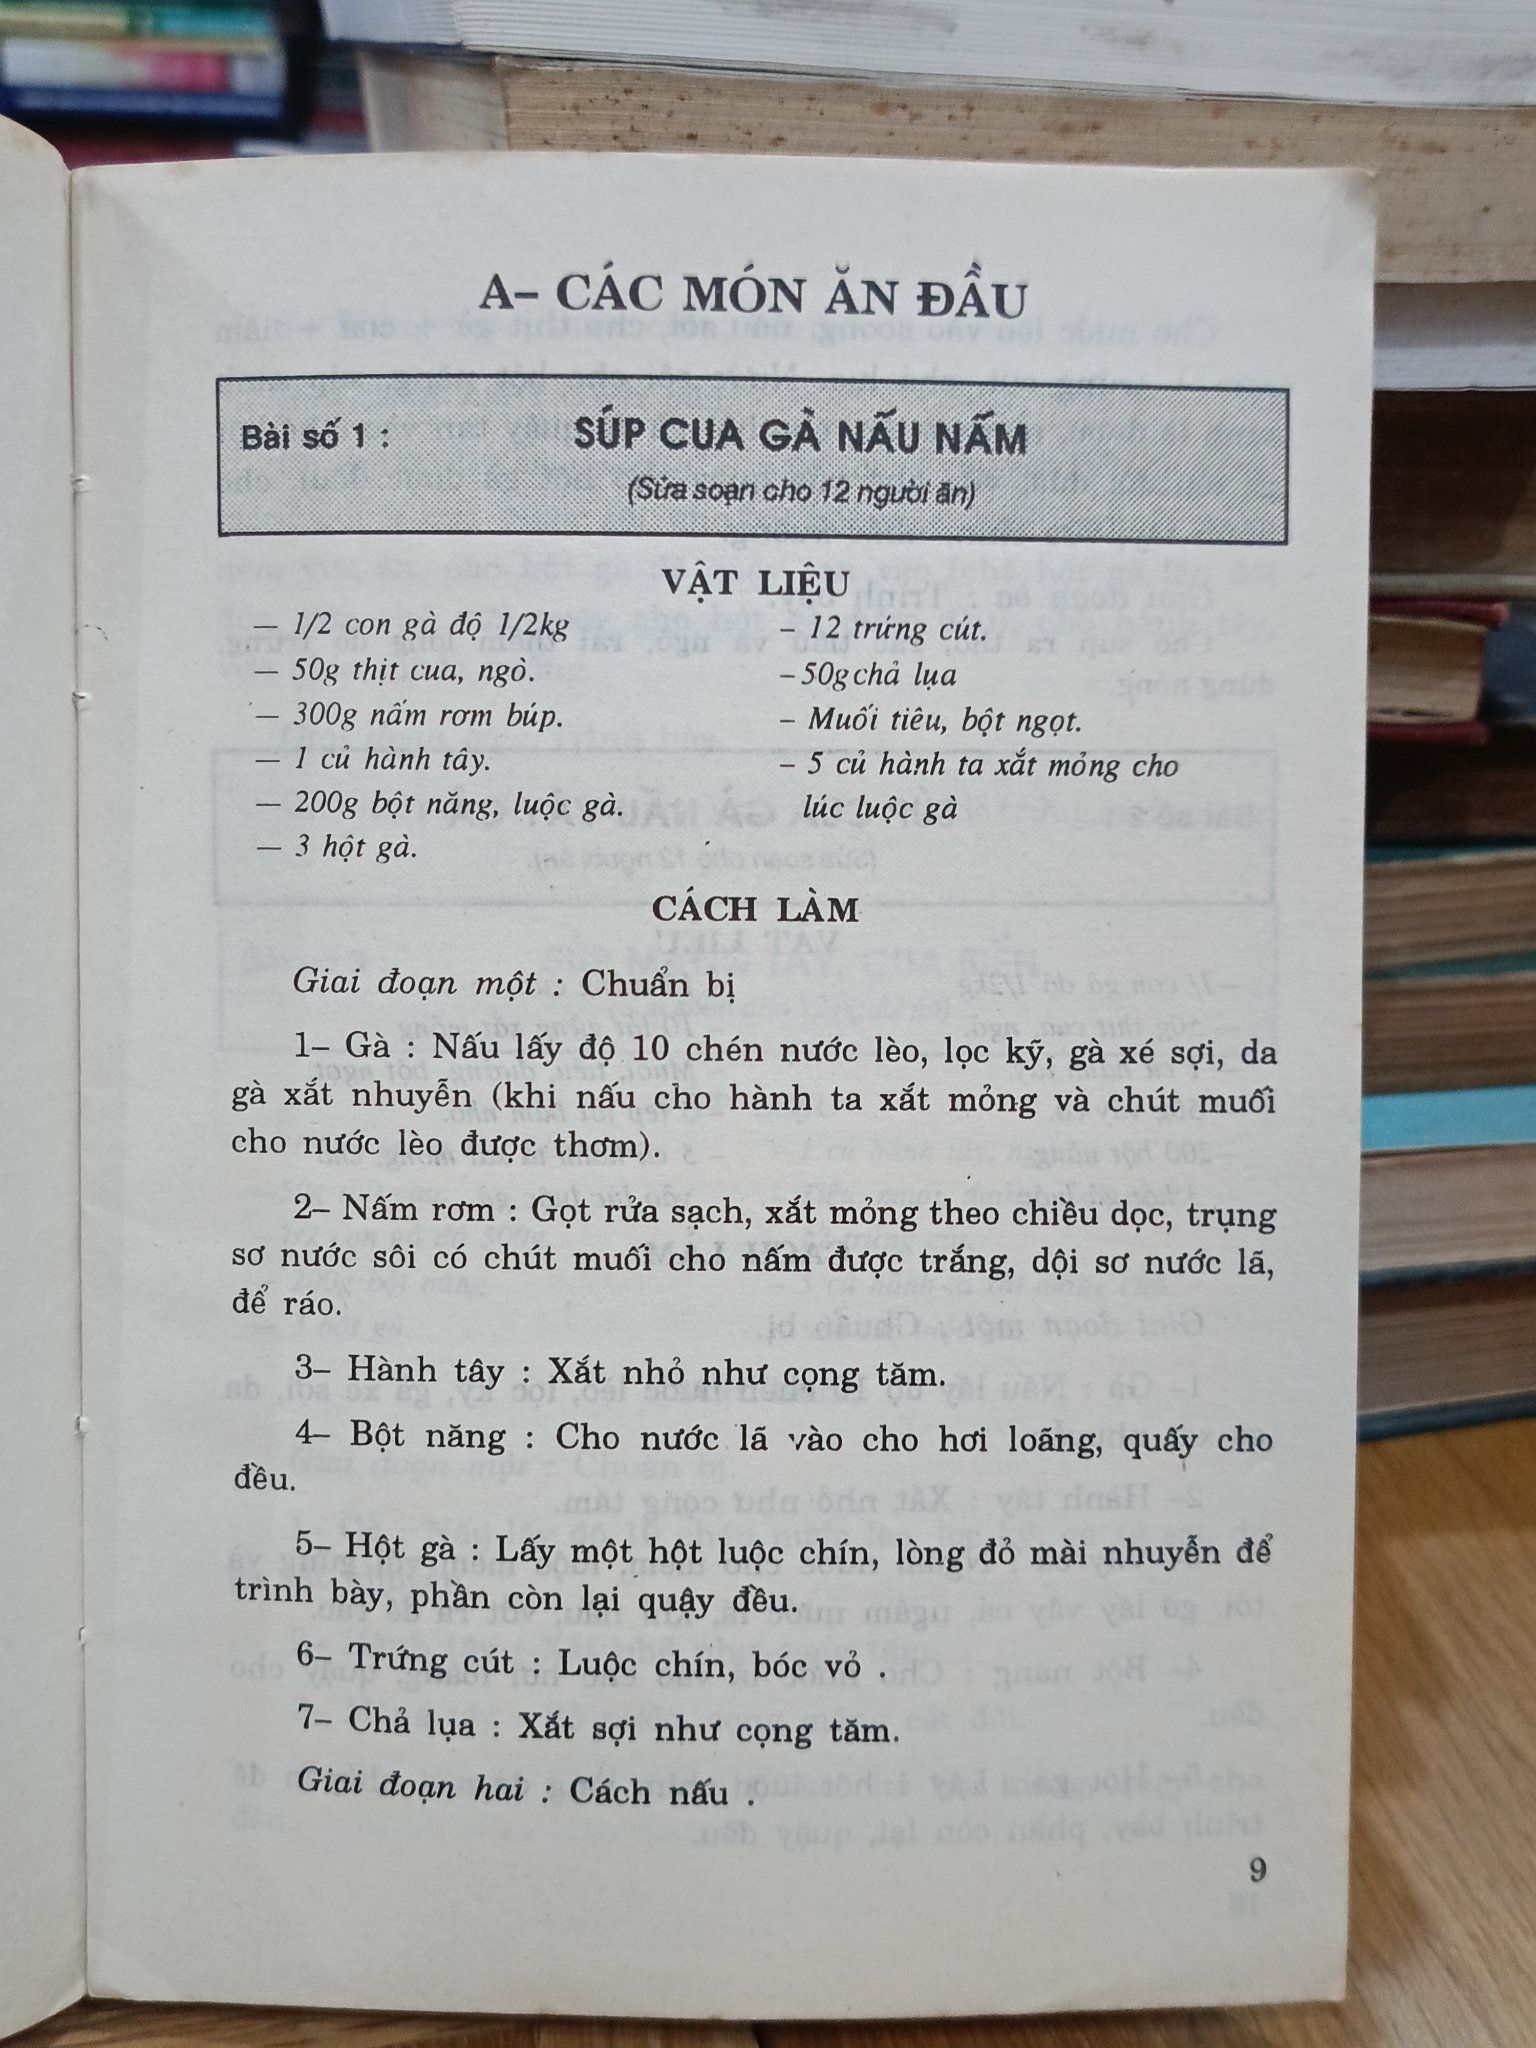 A– CÁC MÓN ĂN ĐẦU
Bài số 1 : SÚP CUA GÀ NẤU NẤM
(Sửa soạn cho 12 người ăn)
VẬT LIỆU
— 1/2 con gà độ 1/2kg
— 50g thịt cua, ngò.
— 300g nấm rơm búp.
— 1 củ hành tây.
— 200g bột năng, luộc gà.
— 3 hột gà.
– 12 trứng cút.
– 50g chả lụa
– Muối tiêu, bột ngọt.
– 5 củ hành ta xắt mỏng cho
lúc luộc gà
CÁCH LÀM
Giai đoạn một : Chuẩn bị
1– Gà : Nấu lấy độ 10 chén nước lèo, lọc kỹ, gà xé sợi, da
gà xắt nhuyễn (khi nấu cho hành ta xắt mỏng và chút muối
cho nước lèo được thơm).
2– Nấm rơm : Gọt rửa sạch, xắt mỏng theo chiều dọc, trụng
sơ nước sôi có chút muối cho nấm được trắng, dội sơ nước lã,
để ráo.
3– Hành tây : Xắt nhỏ như cọng tăm.
4– Bột năng : Cho nước lã vào cho hơi loãng, quấy cho
đều.
5– Hột gà : Lấy một hột luộc chín, lòng đỏ mài nhuyễn để
trình bày, phần còn lại quậy đều.
6– Trứng cút : Luộc chín, bóc vỏ .
7– Chả lụa : Xắt sợi như cọng tăm.
Giai đoạn hai : Cách nấu .
9